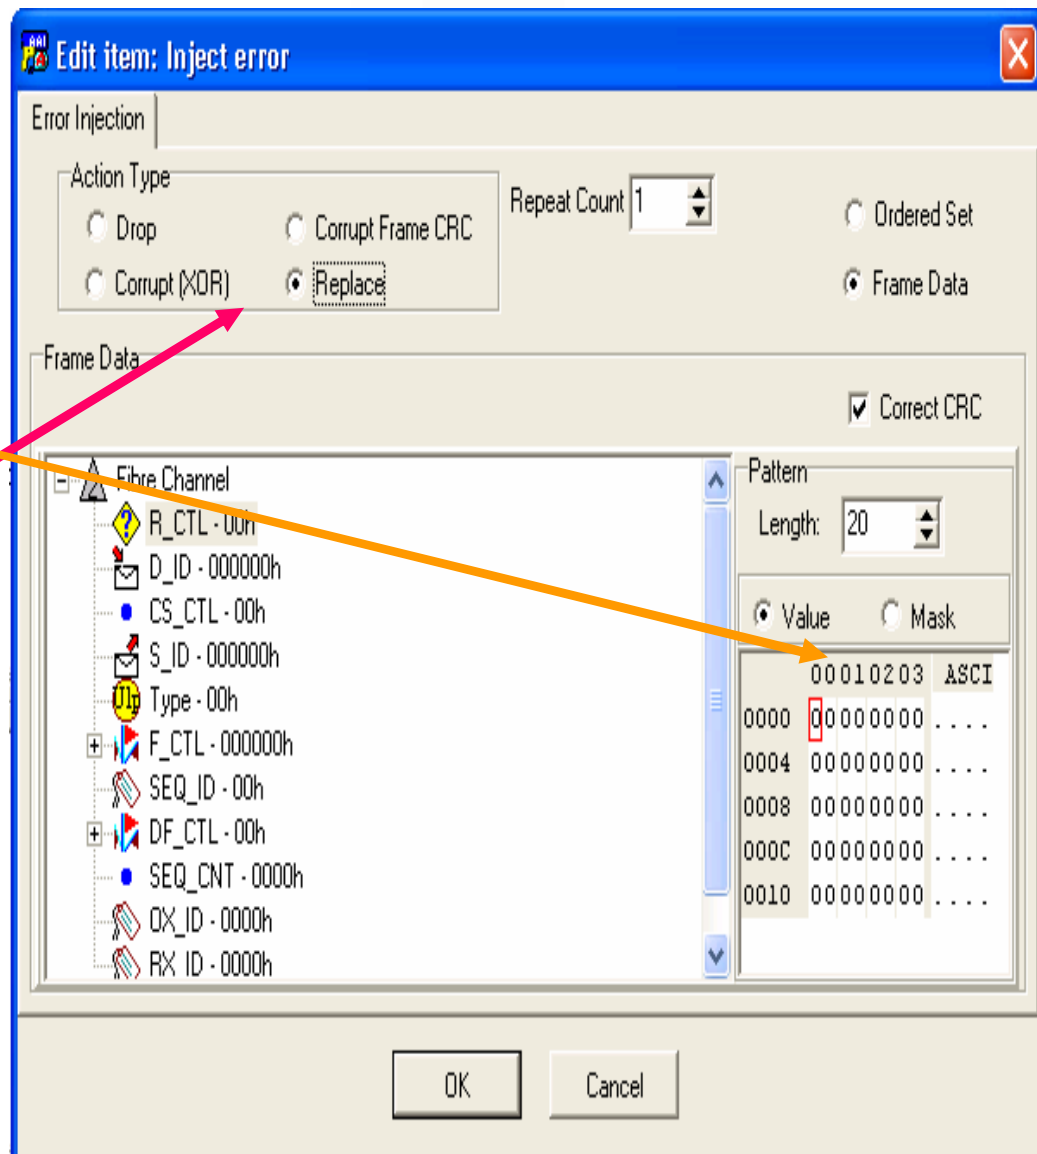 Edit item: Inject error
Error Injection
Action Type
Drop
Corrupt Frame CRC
Corrupt (XOR)
Replace
Repeat Count 1
Ordered Set
Frame Data
Frame Data
Correct CRC
Fibre Channel
R_CTL - 00h
D_ID - 000000h
CS_CTL - 00h
S_ID - 000000h
Ulp Type - 00h
F_CTL - 000000h
SEQ_ID - 00h
DF_CTL - 00h
SEQ_CNT - 0000h
OX_ID - 0000h
RX ID - 0000h
Pattern
Length: 20
Value Mask
00 01 02 03 ASCI
0000 00 00 00 00 ....
0004 00 00 00 00 ....
0008 00 00 00 00 ....
000C 00 00 00 00 ....
0010 00 00 00 00 ....
OK Cancel